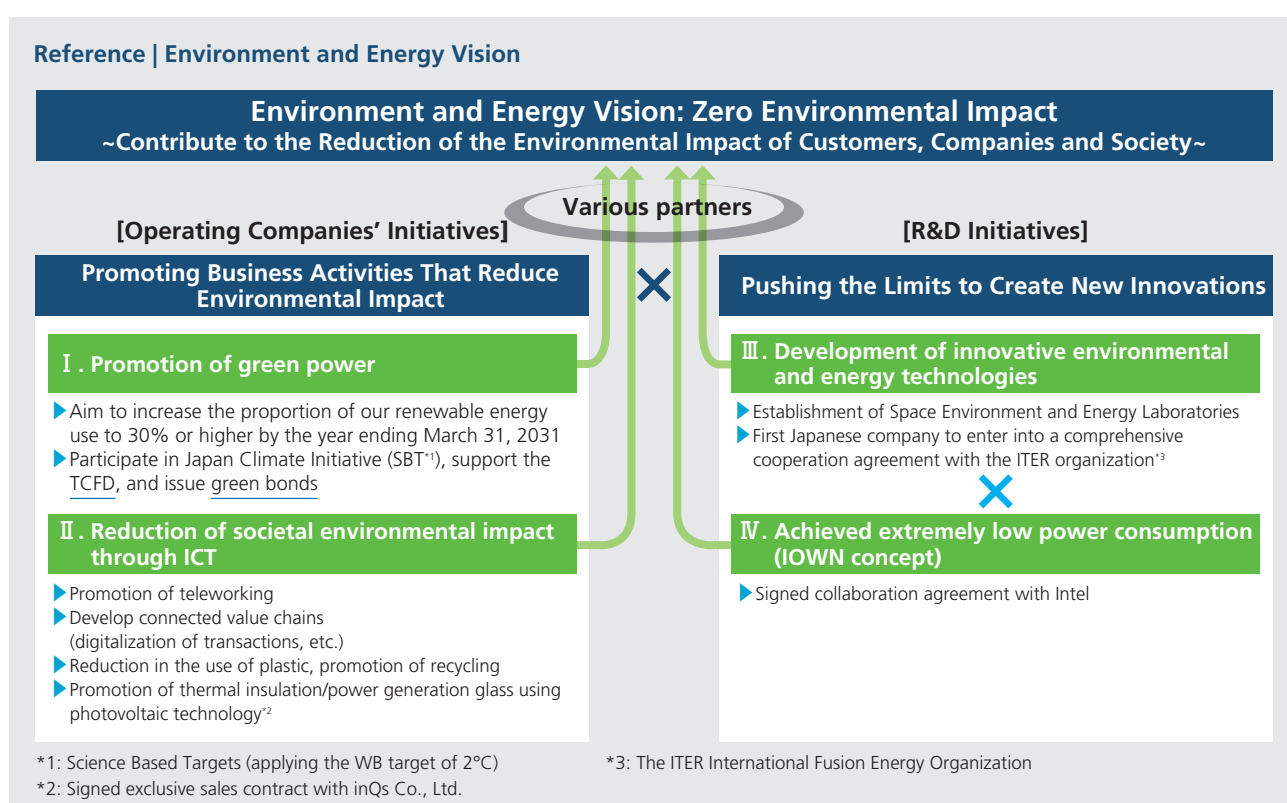 Reference | Environment and Energy Vision
Environment and Energy Vision: Zero Environmental Impact
~Contribute to the Reduction of the Environmental Impact of Customers, Companies and Society~
Various partners
[Operating Companies’ Initiatives]
Promoting Business Activities That Reduce
Environmental Impact
Ⅰ. Promotion of green power
Aim to increase the proportion of our renewable energy
use to 30% or higher by the year ending March 31, 2031
Participate in Japan Climate Initiative (SBT*1), support the
TCFD, and issue green bonds
Ⅱ. Reduction of societal environmental impact
through ICT
Promotion of teleworking
Develop connected value chains
(digitalization of transactions, etc.)
Reduction in the use of plastic, promotion of recycling
Promotion of thermal insulation/power generation glass using
photovoltaic technology*2
×
[R&D Initiatives]
Pushing the Limits to Create New Innovations
Ⅲ. Development of innovative environmental
and energy technologies
Establishment of Space Environment and Energy Laboratories
First Japanese company to enter into a comprehensive
cooperation agreement with the ITER organization*3
×
Ⅳ. Achieved extremely low power consumption
(IOWN concept)
Signed collaboration agreement with Intel
*1: Science Based Targets (applying the WB target of 2°C)
*2: Signed exclusive sales contract with inQs Co., Ltd.
*3: The ITER International Fusion Energy Organization